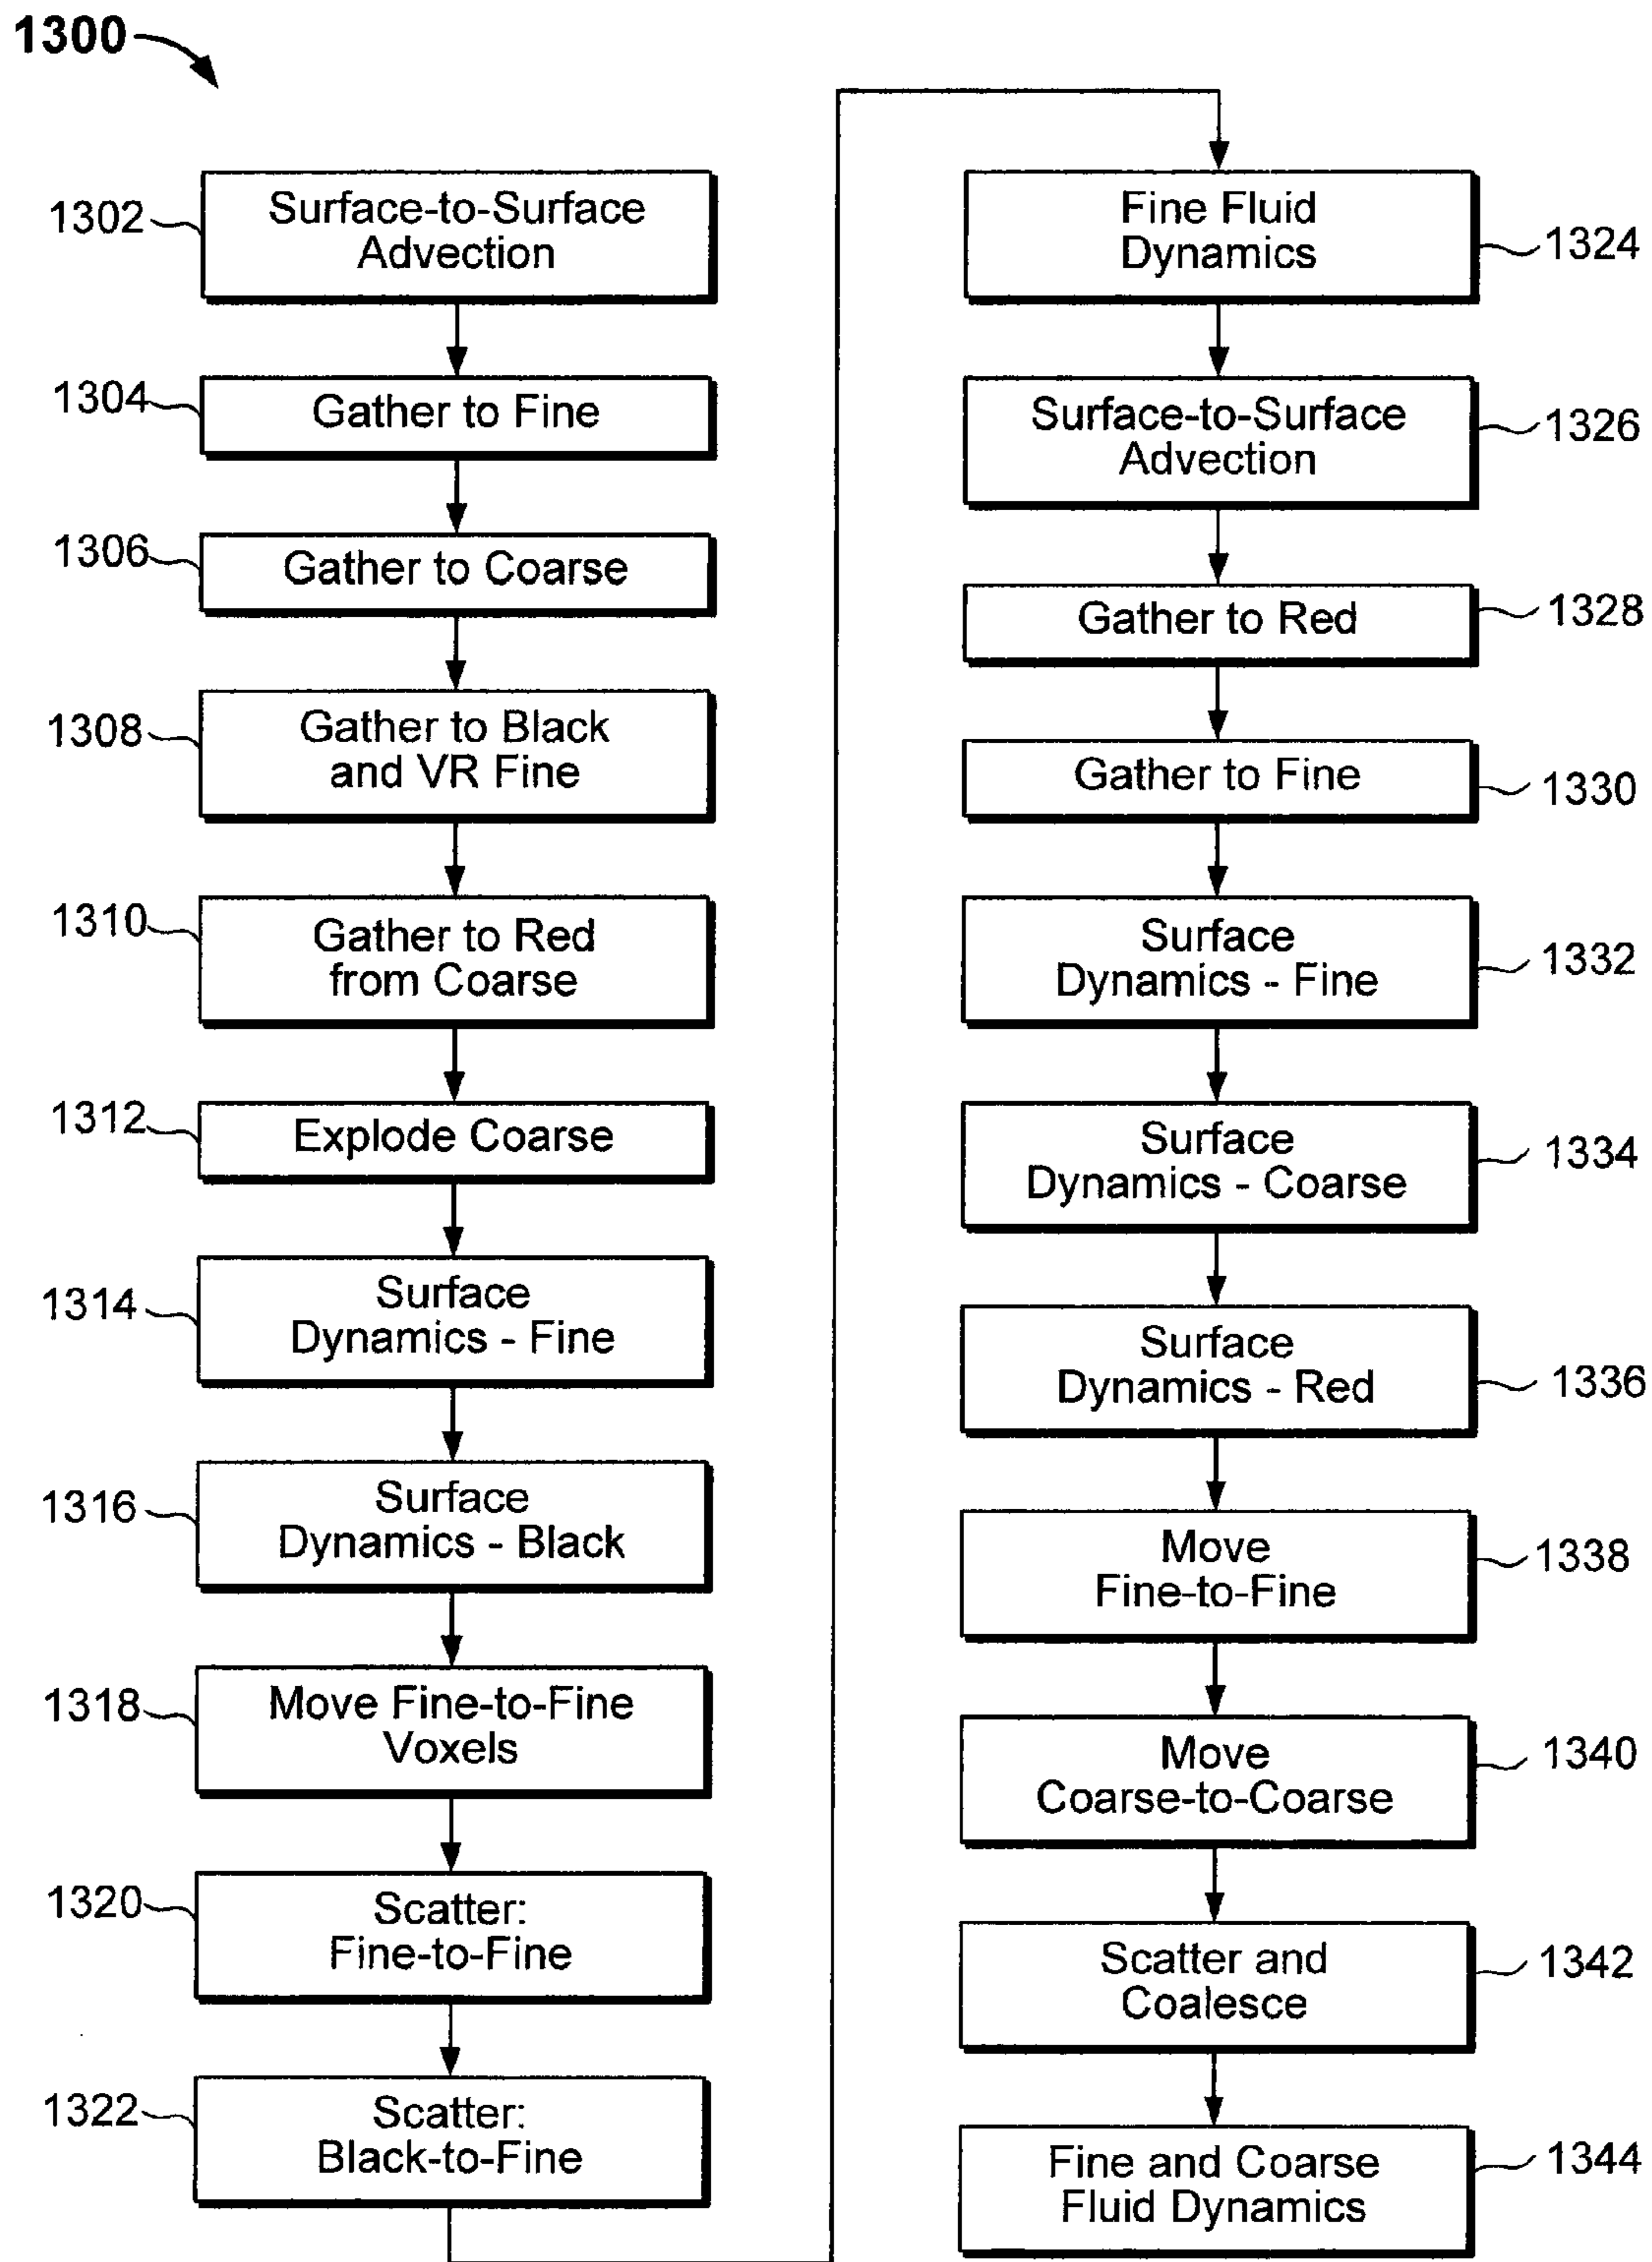 1300
1302
Surface-to-Surface
Advection
1304
Gather to Fine
1306
Gather to Coarse
1308
Gather to Black
and VR Fine
1310
Gather to Red
from Coarse
1312
Explode Coarse
1314
Surface
Dynamics - Fine
1316
Surface
Dynamics - Black
1318
Move Fine-to-Fine
Voxels
1320
Scatter:
Fine-to-Fine
1322
Scatter:
Black-to-Fine
Fine Fluid
Dynamics
1324
Surface-to-Surface
Advection
1326
Gather to Red
1328
Gather to Fine
1330
Surface
Dynamics - Fine
1332
Surface
Dynamics - Coarse
1334
Surface
Dynamics - Red
1336
Move
Fine-to-Fine
1338
Move
Coarse-to-Coarse
1340
Scatter and
Coalesce
1342
Fine and Coarse
Fluid Dynamics
1344